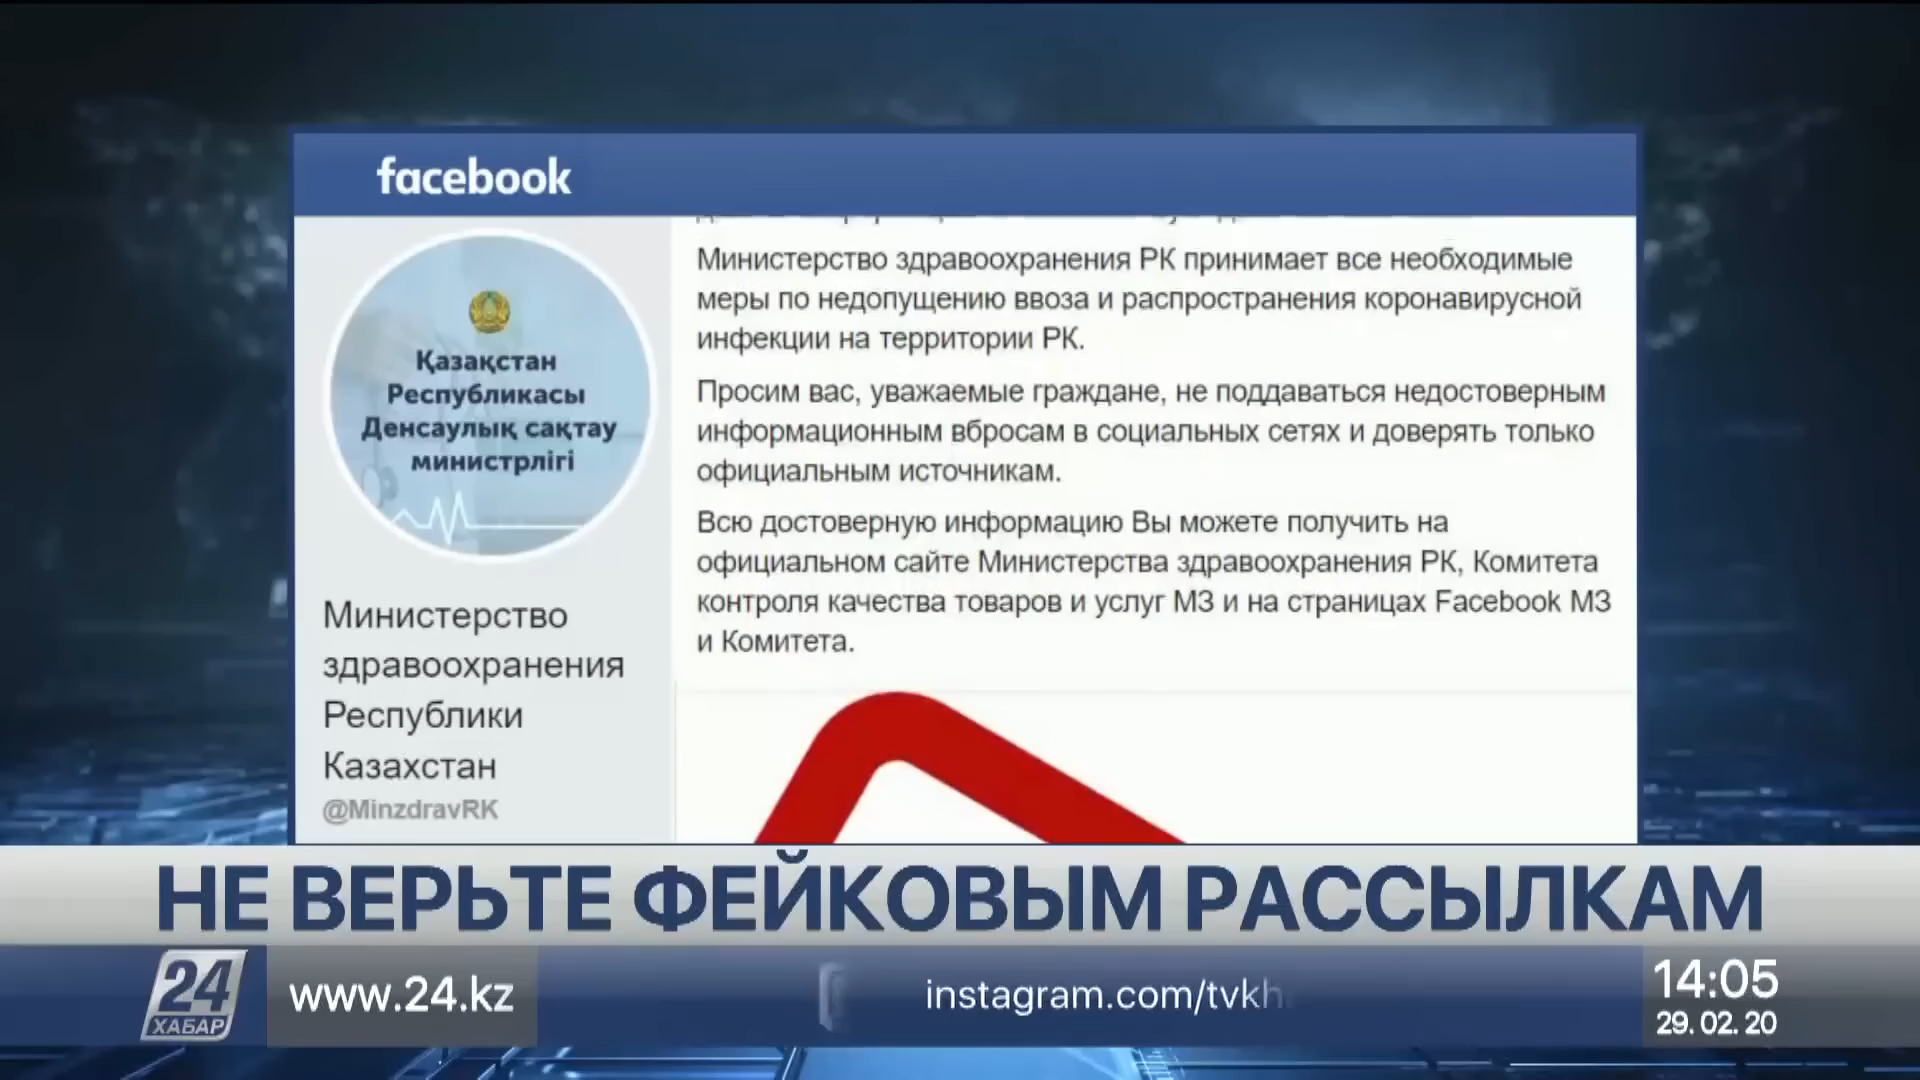 facebook
Қазақстан
Республикасы
Денсаулық сақтау
министрлігі
Министерство
здравоохранения
Республики
Казахстан
@MinzdravRK
Министерство здравоохранения РК принимает все необходимые
меры по недопущению ввоза и распространения коронавирусной
инфекции на территории РК.
Просим вас, уважаемые граждане, не поддаваться недостоверным
информационным вбросам в социальных сетях и доверять только
официальным источникам.
Всю достоверную информацию Вы можете получить на
официальном сайте Министерства здравоохранения РК, Комитета
контроля качества товаров и услуг МЗ и на страницах Facebook МЗ
и Комитета.
НЕ ВЕРЬТЕ ФЕЙКОВЫМ РАССЫЛКАМ
24
ХАБАР
www.24.kz
instagram.com/tvkh
14:05
29. 02. 20